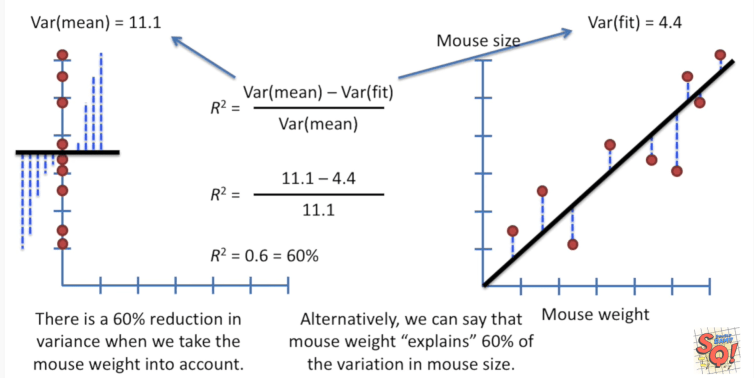 Var(mean) = 11.1
Var(fit) = 4.4
Mouse size
R² = Var(mean) – Var(fit)
Var(mean)
R² = 11.1 – 4.4
11.1
R² = 0.6 = 60%
Mouse weight
There is a 60% reduction in
variance when we take the
mouse weight into account.
Alternatively, we can say that
mouse weight “explains” 60% of
the variation in mouse size.
SQ!